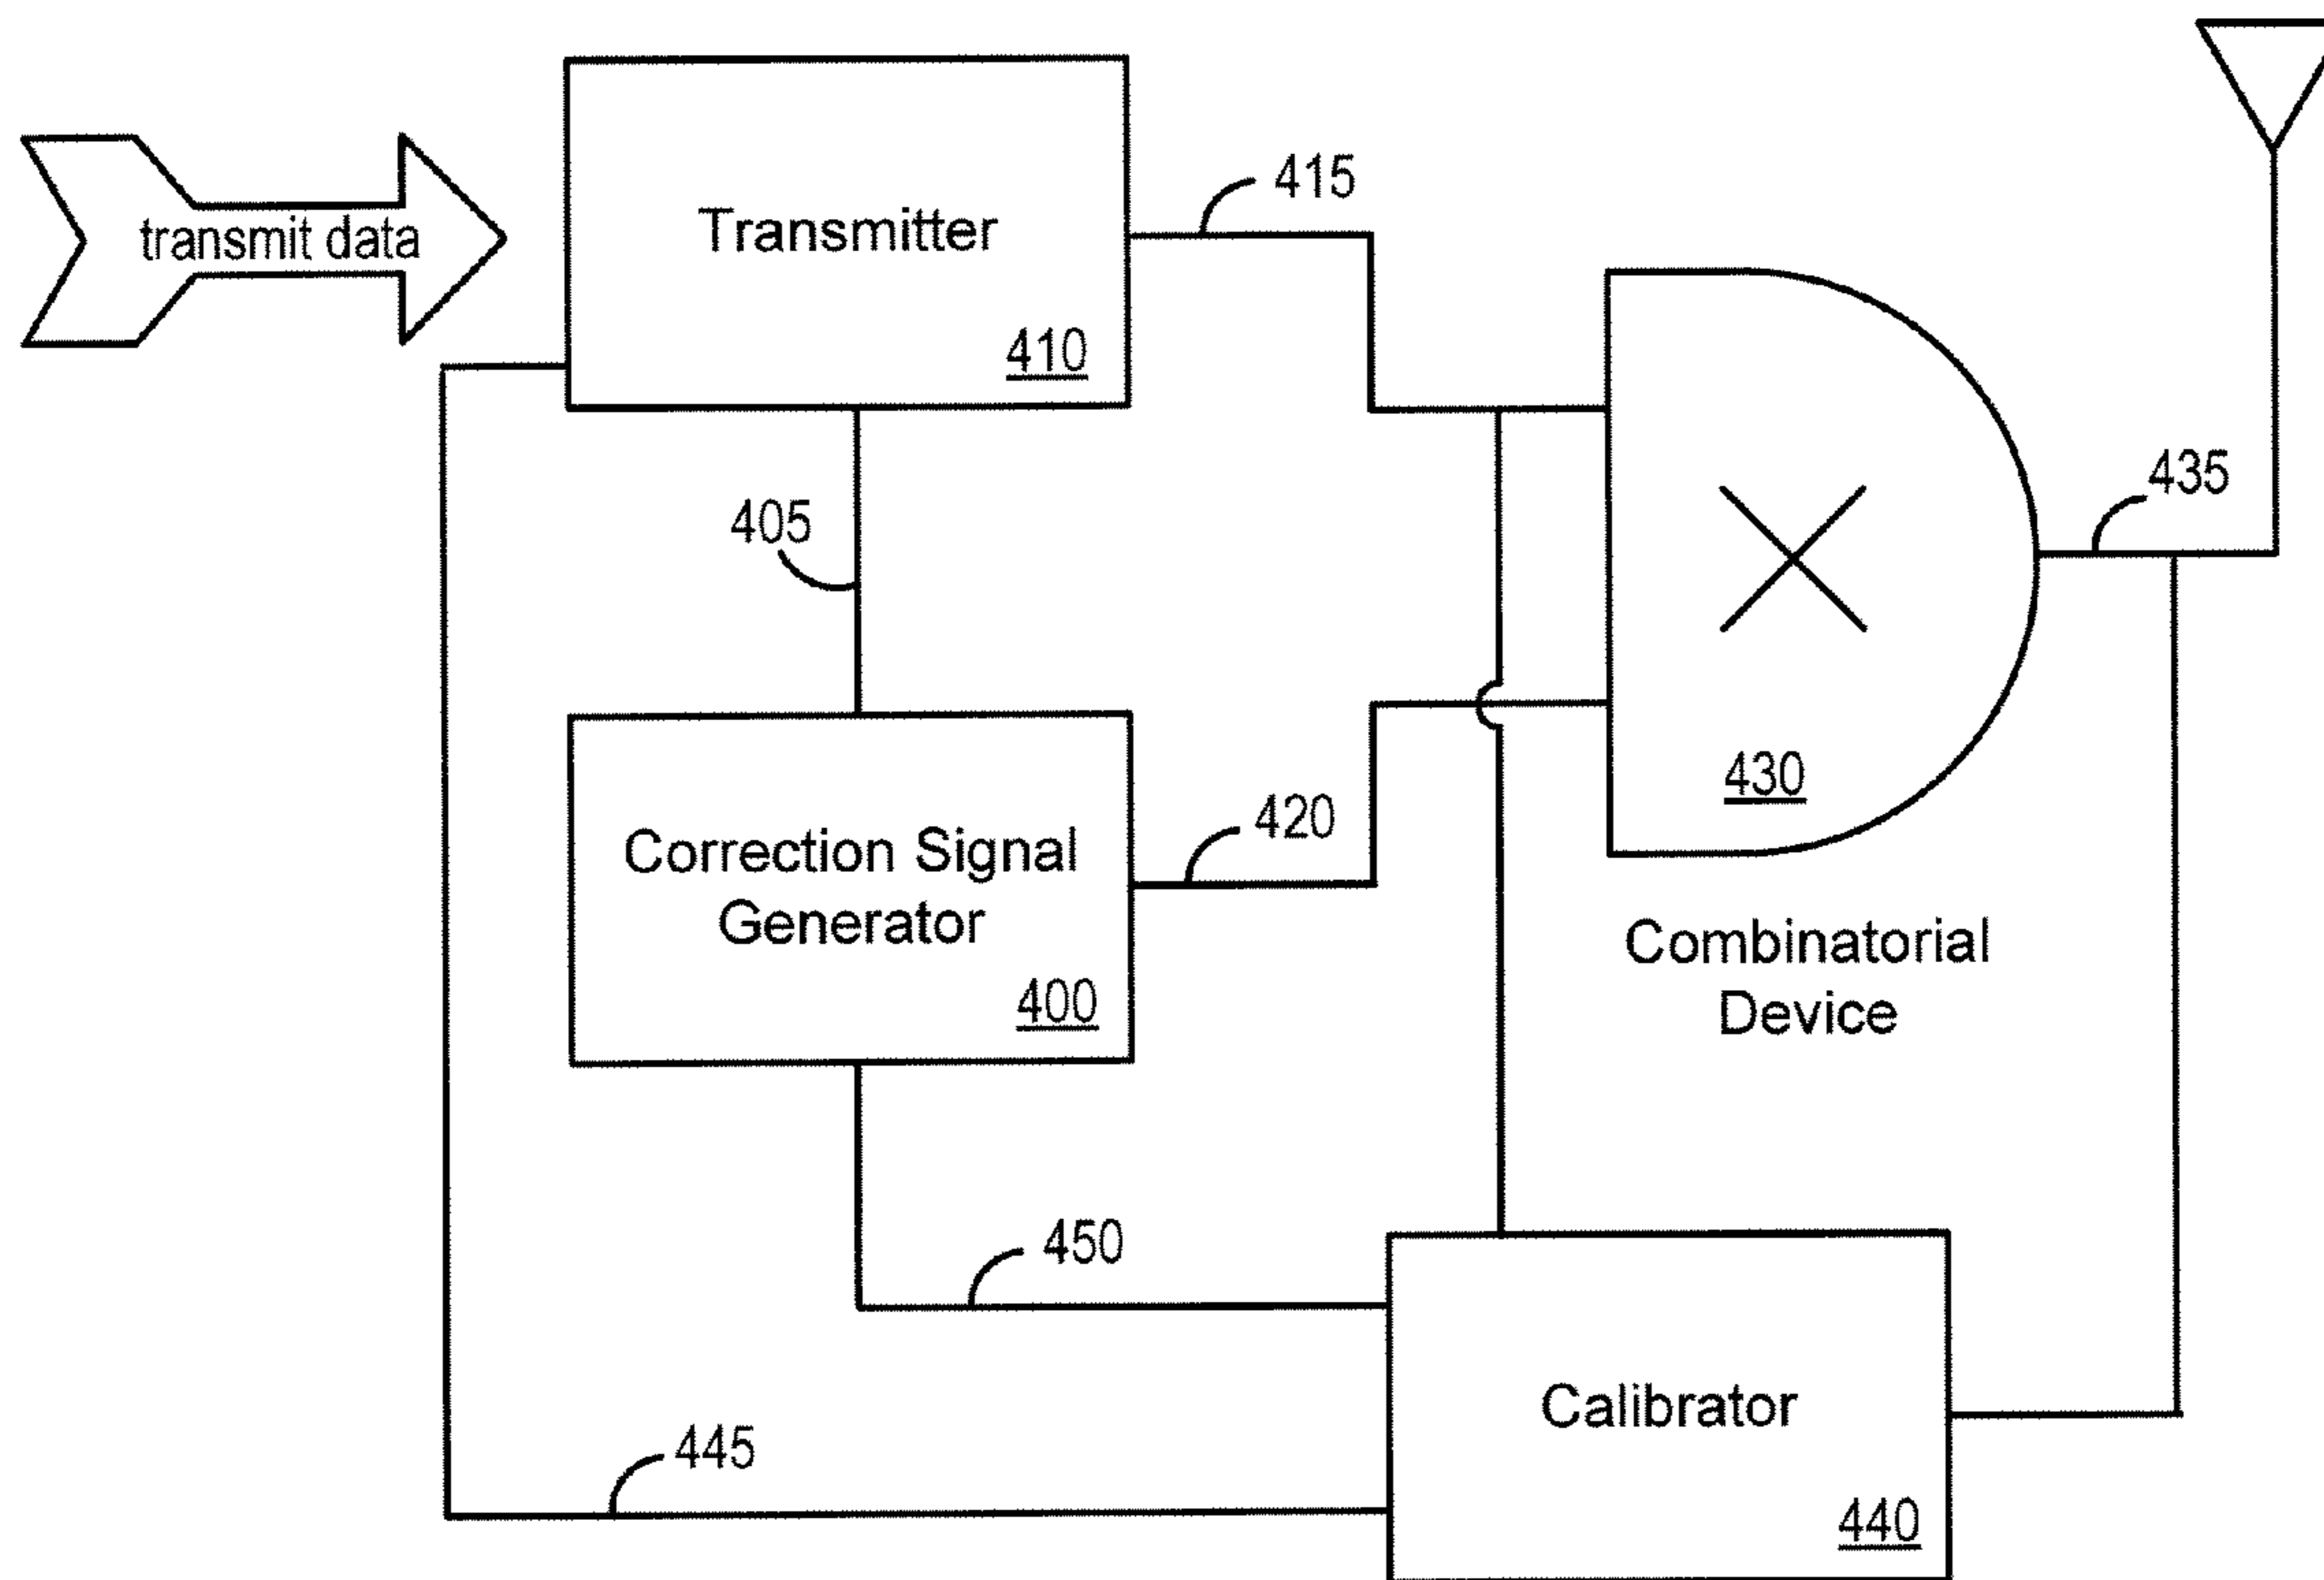 transmit data
Transmitter
410
415
405
435
430
Correction Signal
Generator
400
420
Combinatorial
Device
450
Calibrator
440
445